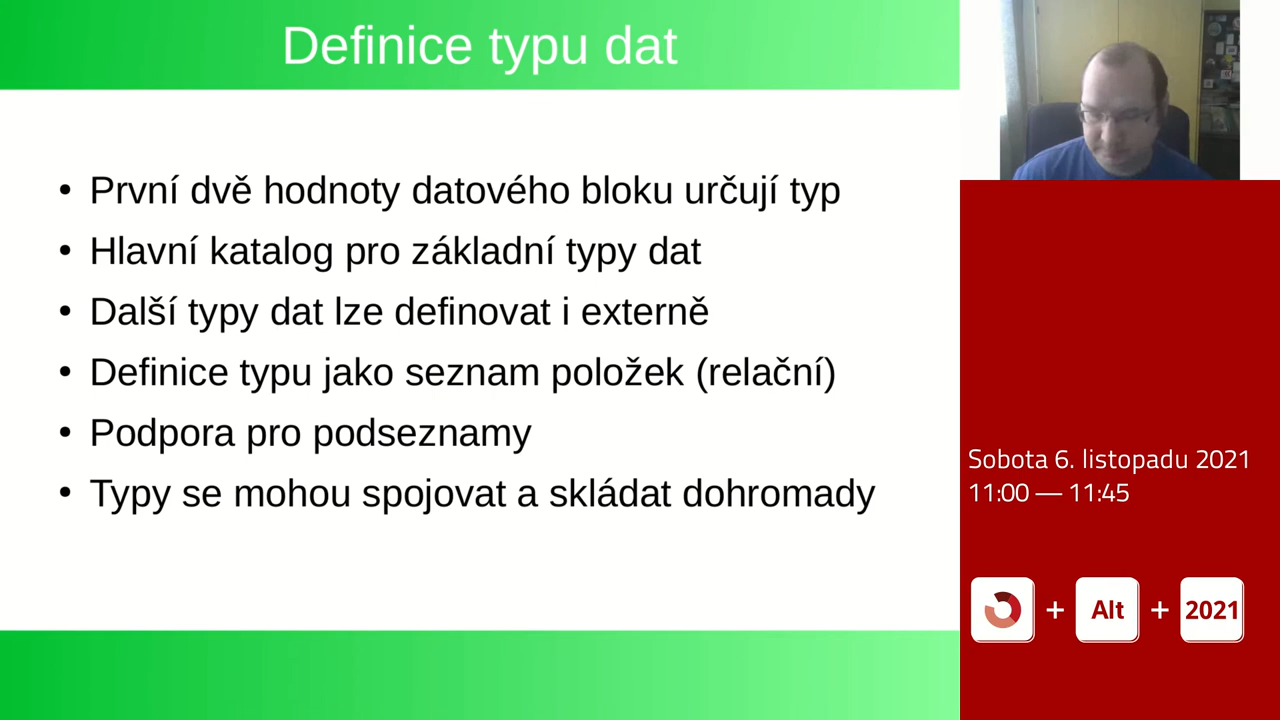 Definice typu dat
• První dvě hodnoty datového bloku určují typ
• Hlavní katalog pro základní typy dat
• Další typy dat lze definovat i externě
• Definice typu jako seznam položek (relační)
• Podpora pro podseznamy
• Typy se mohou spojovat a skládat dohromady
Sobota 6. listopadu 2021
11:00 — 11:45
+ Alt + 2021